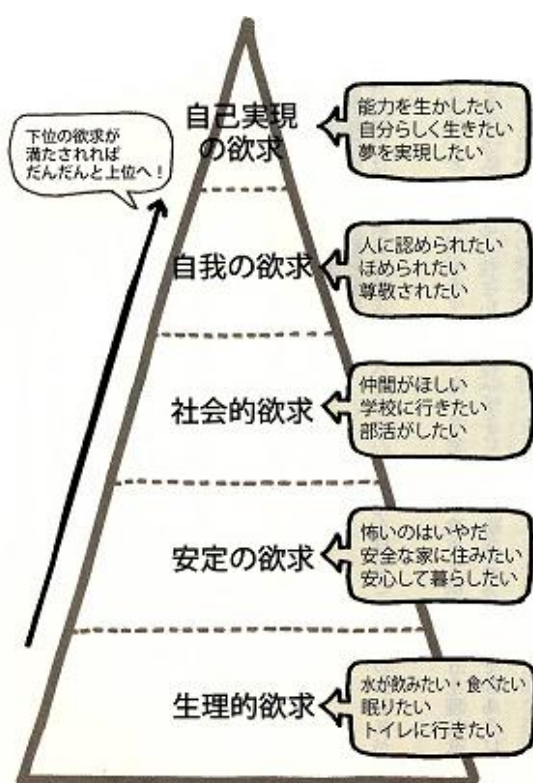 自己実現
の欲求
能力を生かしたい
自分らしく生きたい
夢を実現したい
下位の欲求が
満たされれば
だんだんと上位へ！
自我の欲求
人に認められたい
ほめられたい
尊敬されたい
社会的欲求
仲間がほしい
学校に行きたい
部活がしたい
安定の欲求
怖いのはいやだ
安全な家に住みたい
安心して暮らしたい
生理的欲求
水が飲みたい・食べたい
眠りたい
トイレに行きたい